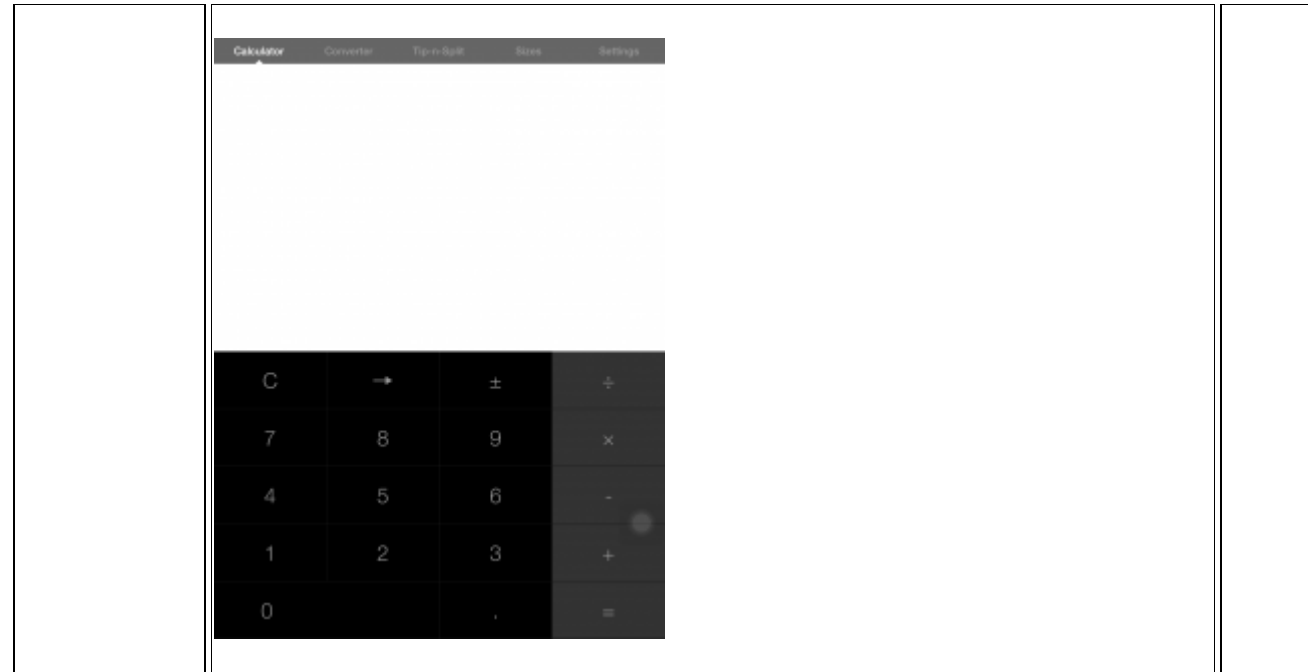 Calculator Converter Tip-n-Split Sizes Settings
C → ± ÷
7 8 9 ×
4 5 6 -
1 2 3 +
0 , =